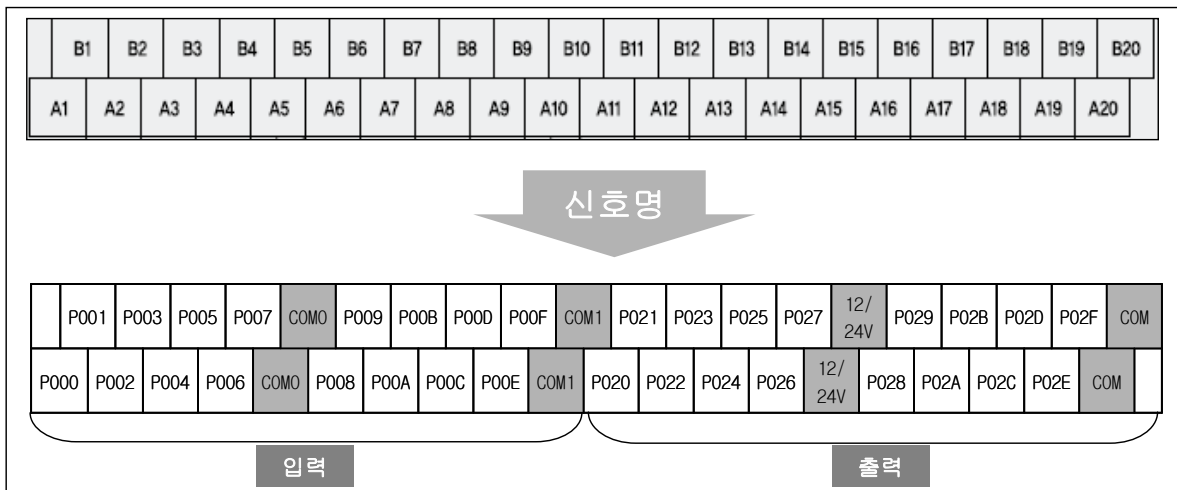 B1 B2 B3 B4 B5 B6 B7 B8 B9 B10 B11 B12 B13 B14 B15 B16 B17 B18 B19 B20
A1 A2 A3 A4 A5 A6 A7 A8 A9 A10 A11 A12 A13 A14 A15 A16 A17 A18 A19 A20
신호명
P001 P003 P005 P007 COM0 P009 P00B P00D P00F COM1 P021 P023 P025 P027 12/24V P029 P02B P02D P02F COM
P000 P002 P004 P006 COM0 P008 P00A P00C P00E COM1 P020 P022 P024 P026 12/24V P028 P02A P02C P02E COM
입력 출력